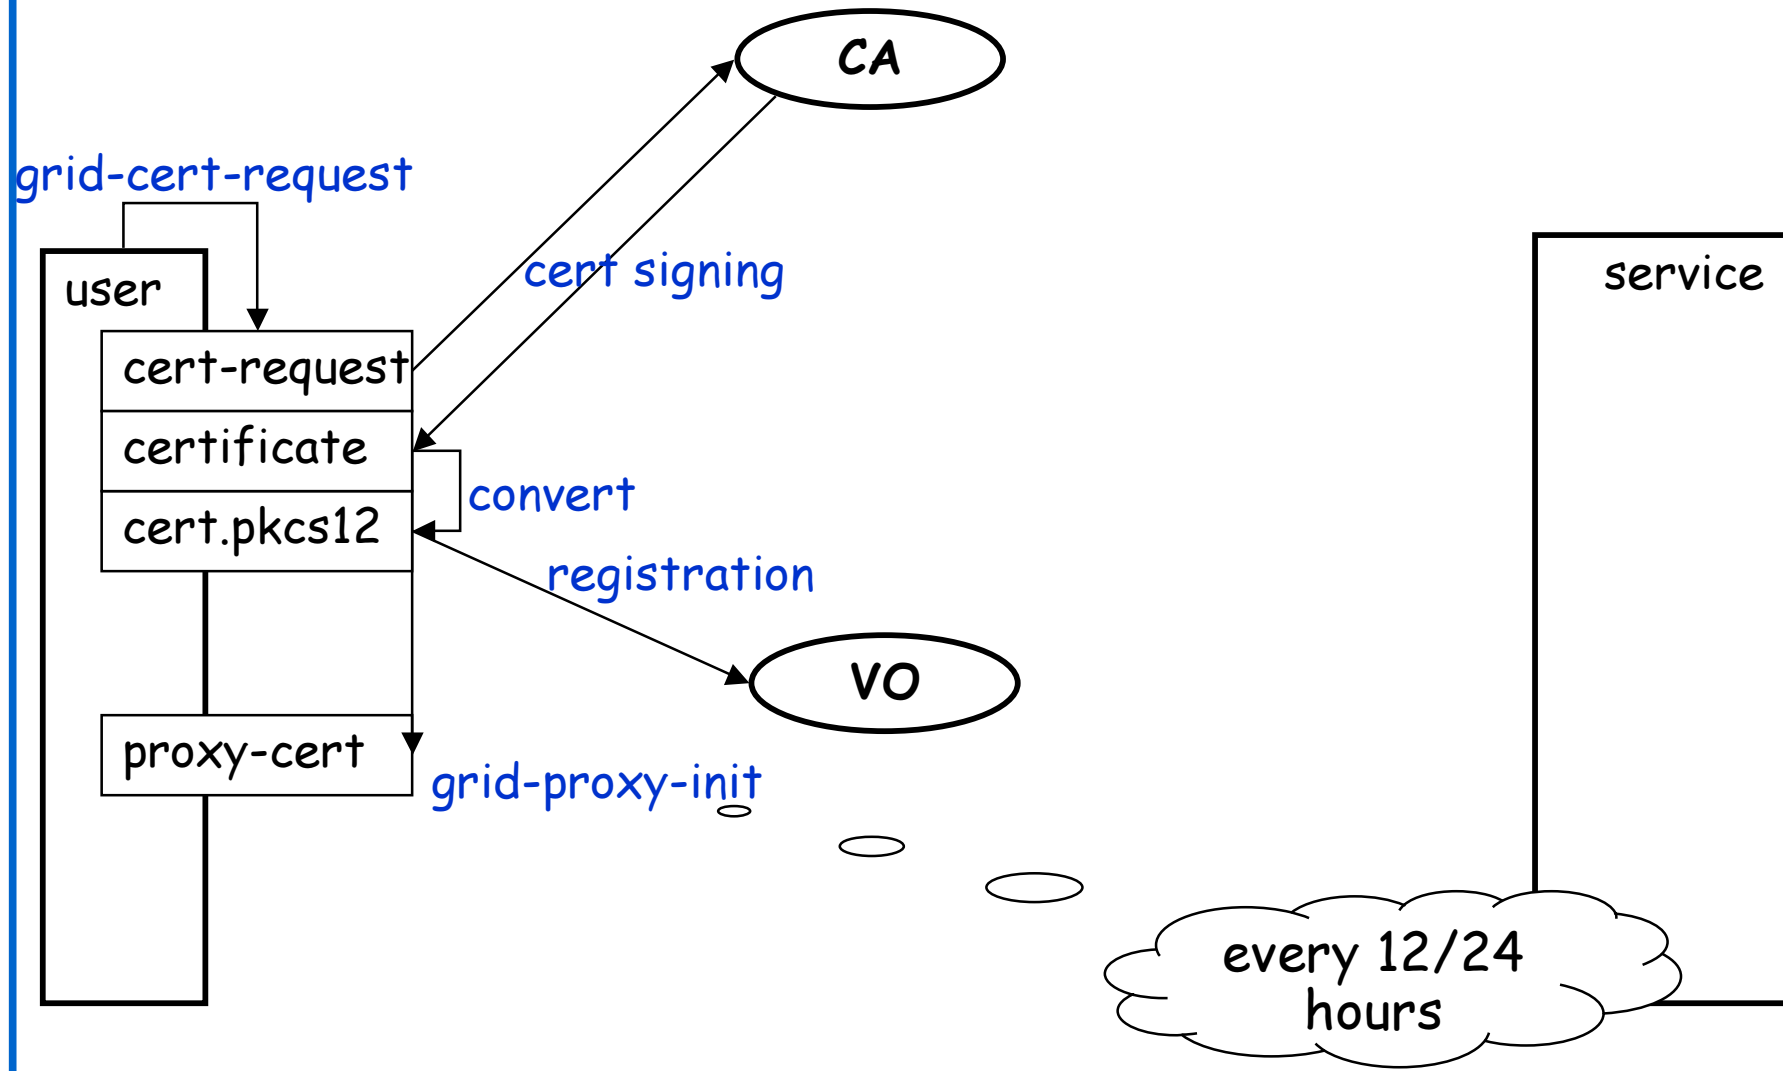 CA
grid-cert-request
cert signing
user
service
cert-request
certificate
convert
cert.pkcs12
registration
VO
proxy-cert
grid-proxy-init
every 12/24
hours